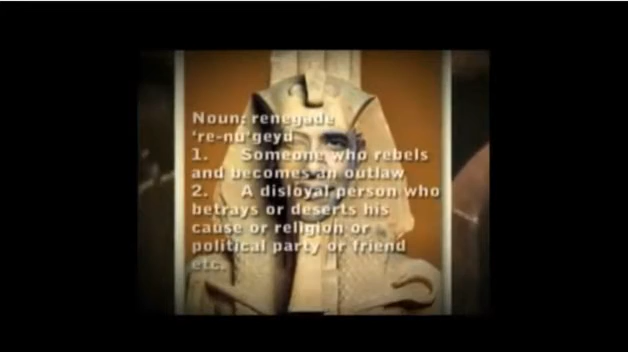 Noun: renegade
're-nu"geyd
1. Someone who rebels
and becomes an outlaw
2. A disloyal person who
betrays or deserts his
cause or religion or
political party or friend
etc.